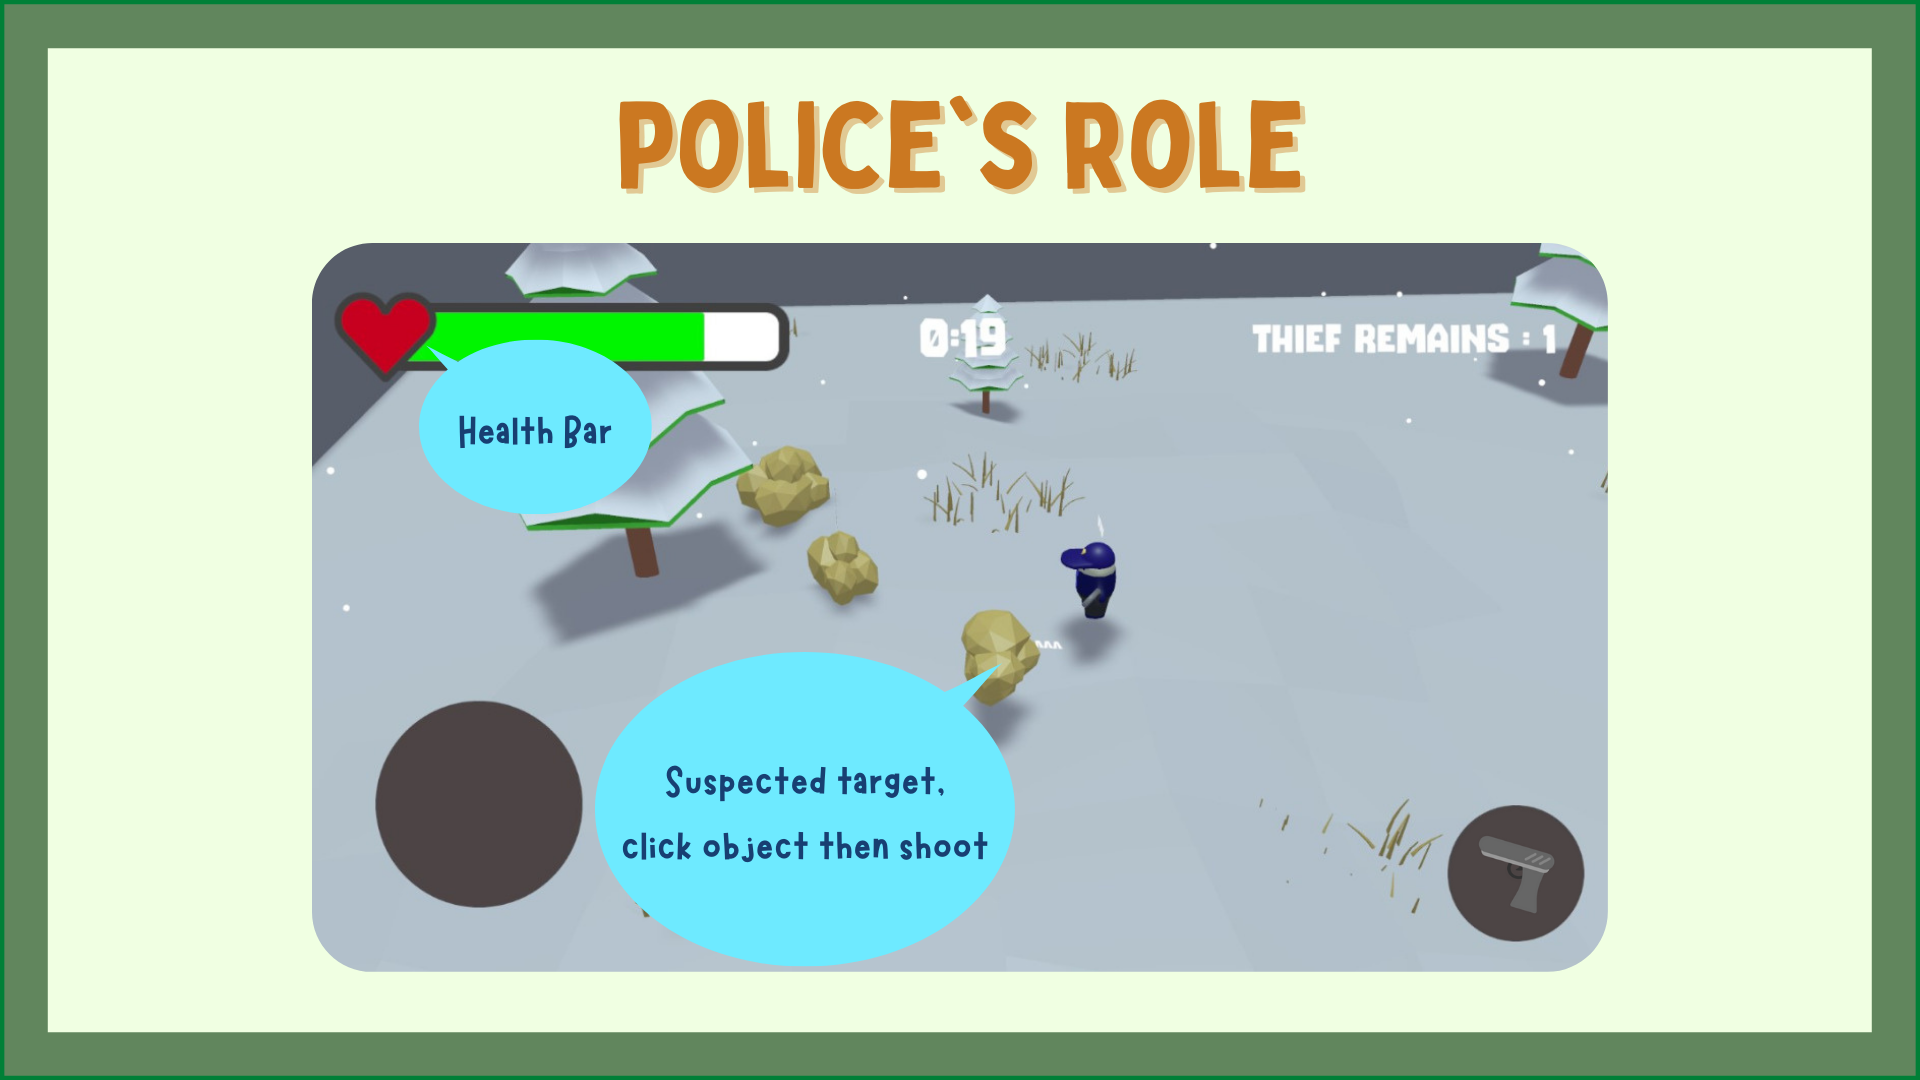 POLICE`S ROLE
0:19
THIEF REMAINS : 1
Health Bar
Suspected target,
click object then shoot